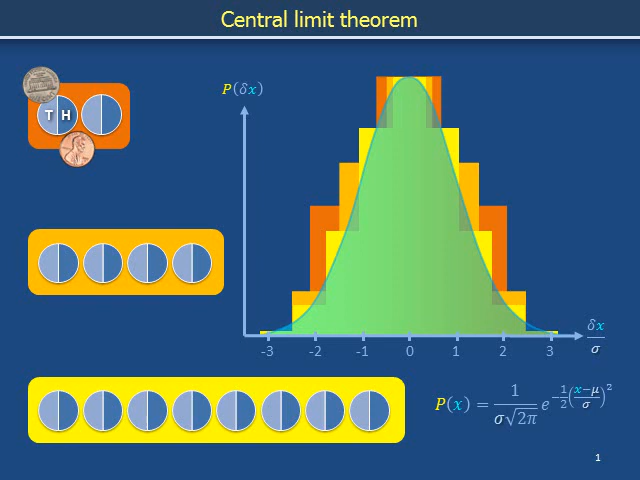 Central limit theorem
P(δx)
T H
-3 -2 -1 0 1 2 3
δx/σ
P(x) = 1/(σ√2π) e^(-1/2((x−μ)/σ)^2)
1